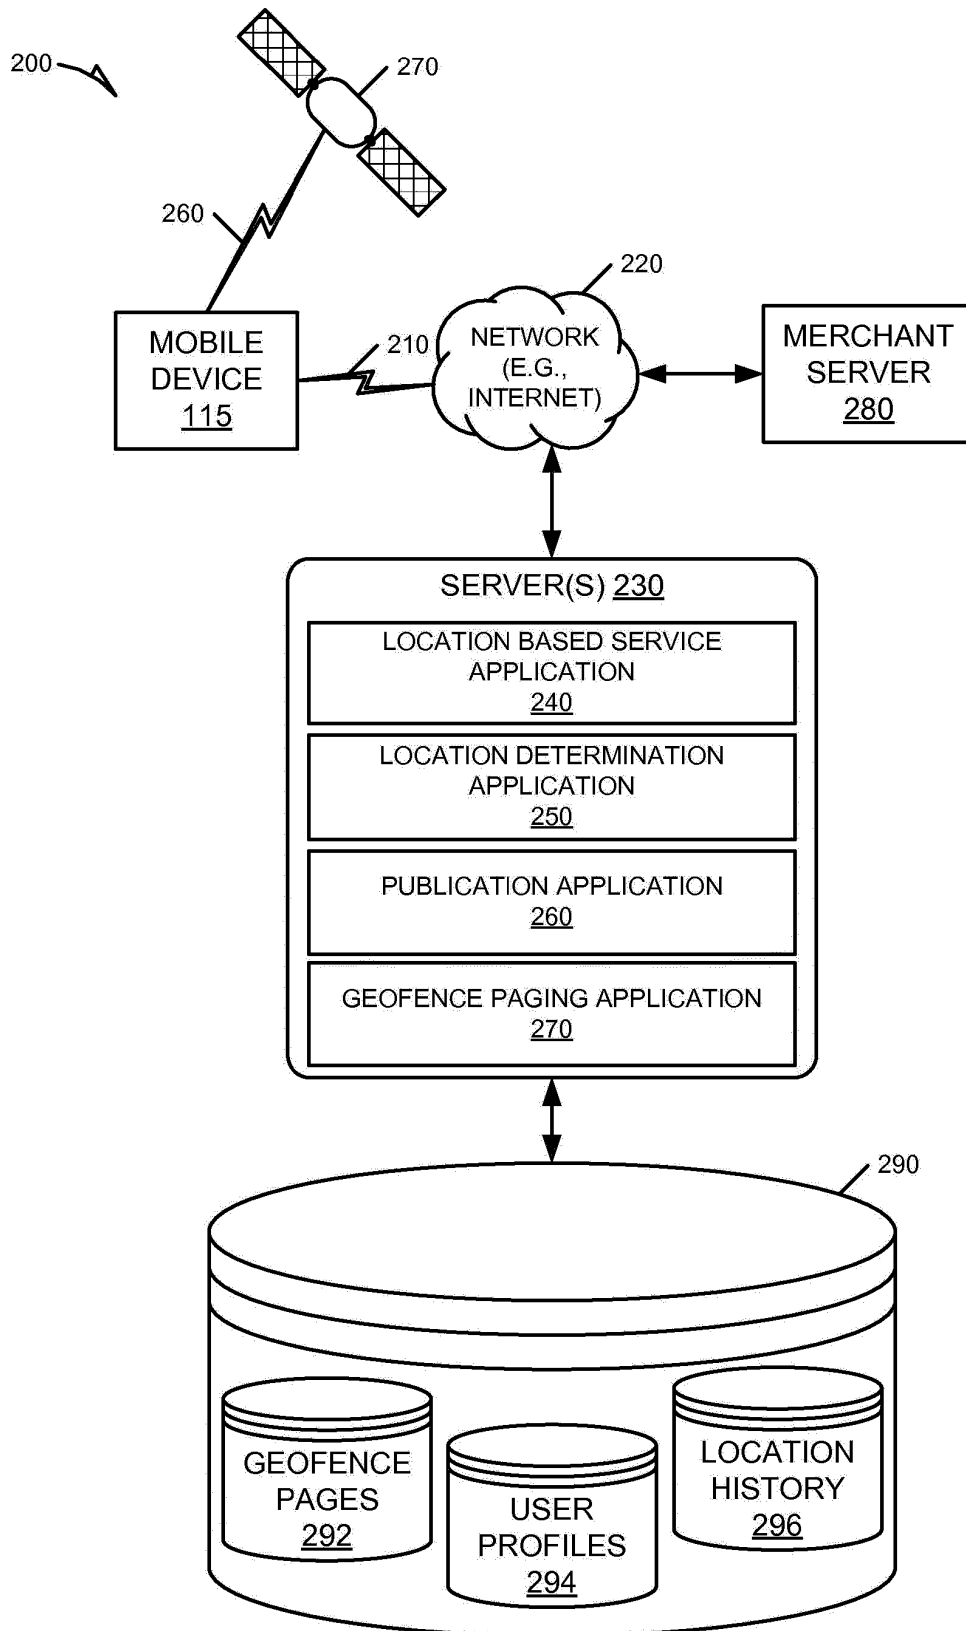 200
270
260
220
MOBILE
DEVICE
115
210
NETWORK
(E.G.,
INTERNET)
MERCHANT
SERVER
280
SERVER(S) 230
LOCATION BASED SERVICE
APPLICATION
240
LOCATION DETERMINATION
APPLICATION
250
PUBLICATION APPLICATION
260
GEOFENCE PAGING APPLICATION
270
290
GEOFENCE
PAGES
292
USER
PROFILES
294
LOCATION
HISTORY
296